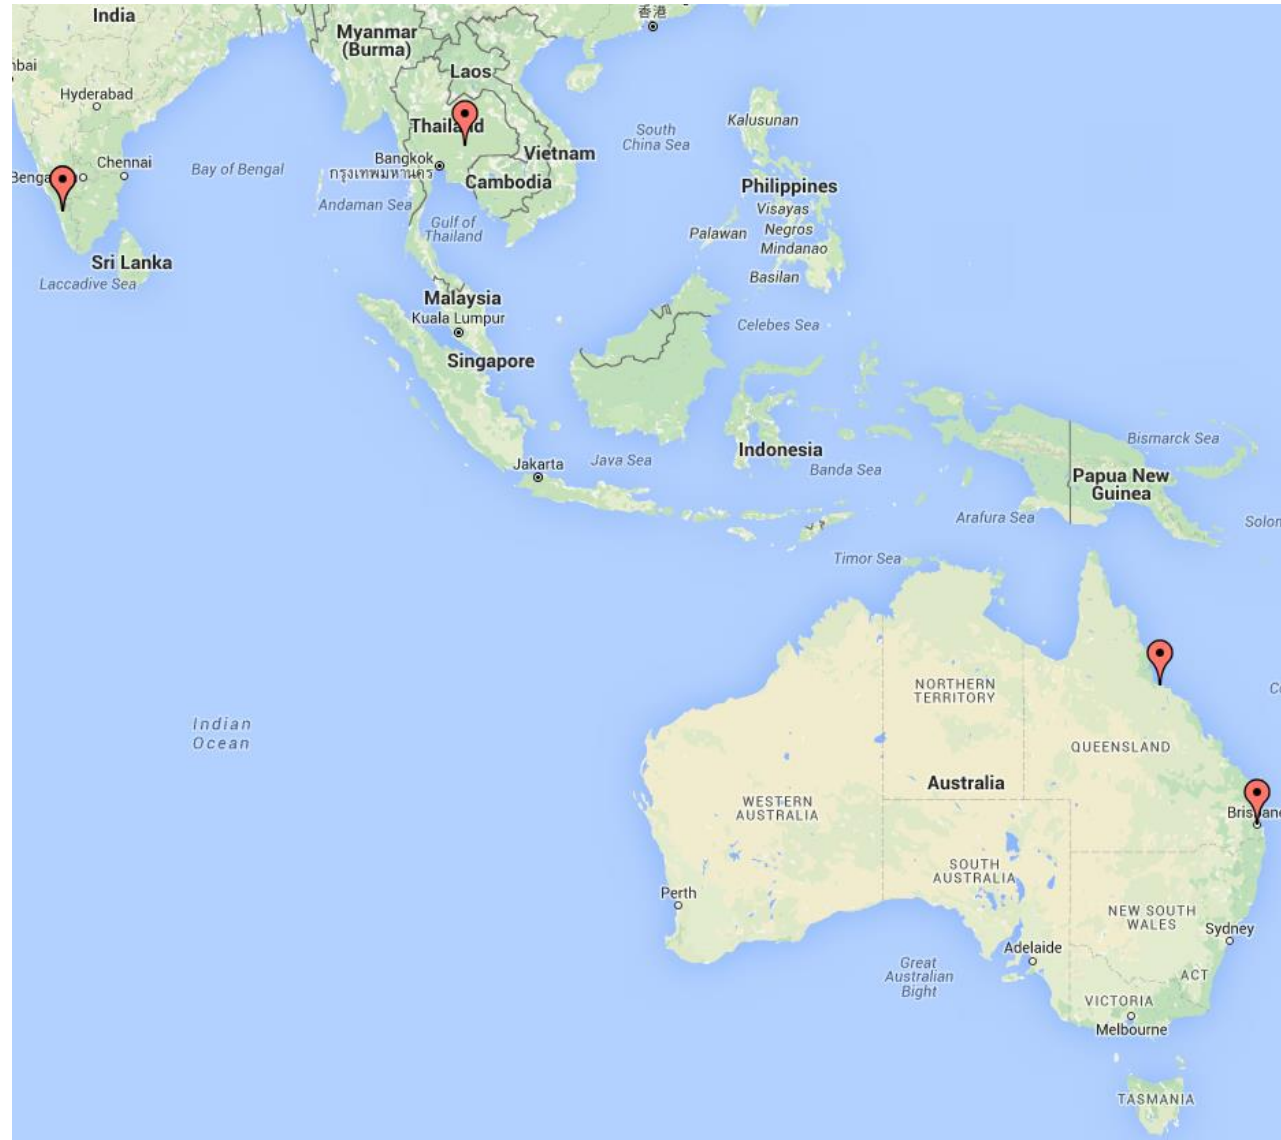 India
香港
Myanmar
(Burma)
Laos
Hyderabad
Thailand
Kalusunan
South
China Sea
Chennai
Bay of Bengal
Bangkok
กรุงเทพมหานคร
Vietnam
Cambodia
Philippines
Andaman Sea
Gulf of
Thailand
Visayas
Palawan
Negros
Mindanao
Sri Lanka
Laccadive Sea
Basilan
Malaysia
Kuala Lumpur
Celebes Sea
Singapore
Indonesia
Bismarck Sea
Jakarta
Java Sea
Banda Sea
Papua New
Guinea
Arafura Sea
Timor Sea
NORTHERN
TERRITORY
Indian
Ocean
QUEENSLAND
Australia
WESTERN
AUSTRALIA
SOUTH
AUSTRALIA
Perth
NEW SOUTH
WALES
Sydney
Adelaide
Great
Australian
Bight
ACT
VICTORIA
Melbourne
TASMANIA